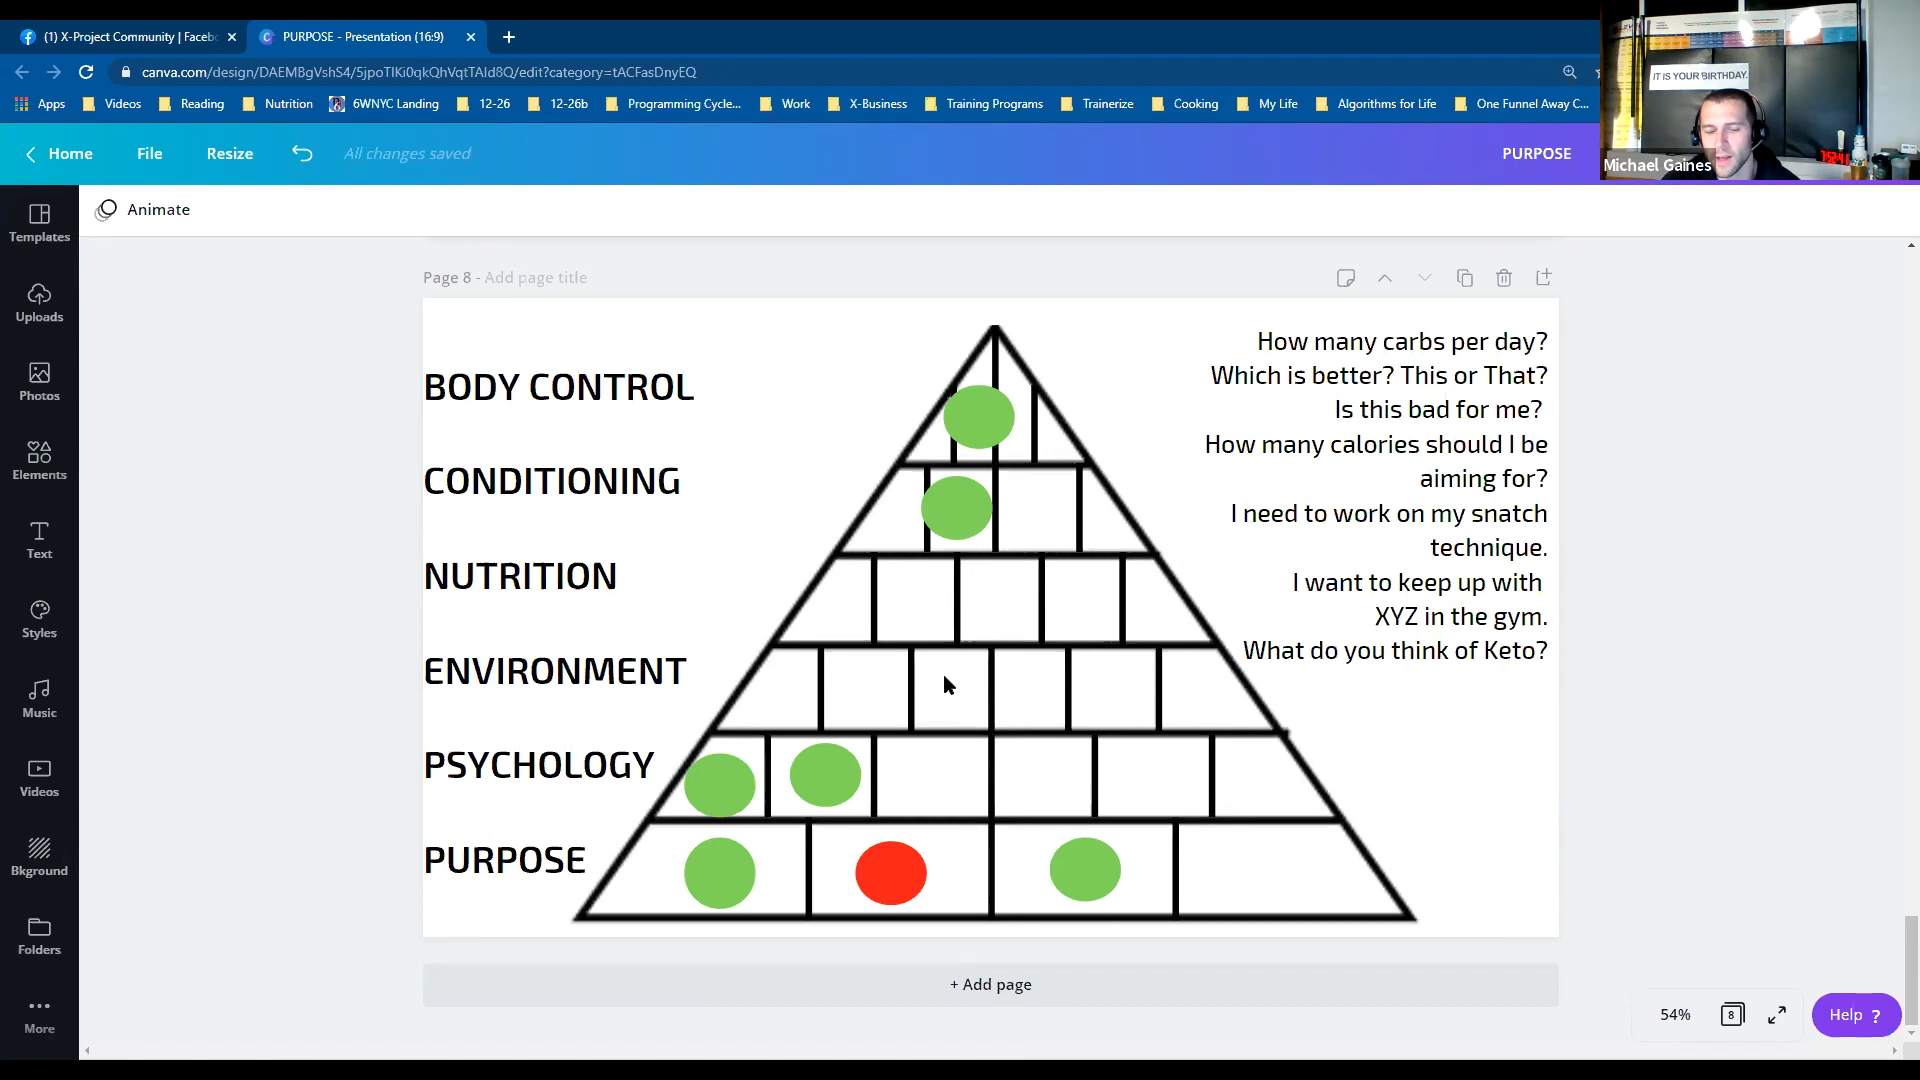 (1) X-Project Community | Faceb
PURPOSE - Presentation (16:9)
canva.com/design/DAEMBgVshS4/5jpoTlKi0qkQhVqtTAld8Q/edit?category=tACFasDnyEQ
Apps
Videos
Reading
Nutrition
6WNYC Landing
12-26
12-26b
Programming Cycle...
Work
X-Business
Training Programs
Trainerize
Cooking
My Life
Algorithms for Life
One Funnel Away C...
IT IS YOUR BIRTHDAY.
Michael Gaines
Home
File
Resize
All changes saved
PURPOSE
Animate
Templates
Uploads
Photos
Elements
Text
Styles
Music
Videos
Bkground
Folders
More
Page 8 - Add page title
BODY CONTROL
CONDITIONING
NUTRITION
ENVIRONMENT
PSYCHOLOGY
PURPOSE
How many carbs per day?
Which is better? This or That?
Is this bad for me?
How many calories should I be
aiming for?
I need to work on my snatch
technique.
I want to keep up with
XYZ in the gym.
What do you think of Keto?
+ Add page
54%
8
Help ?